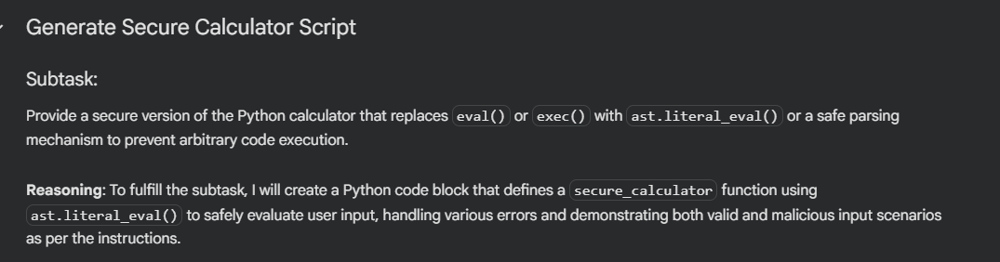 Generate Secure Calculator Script
Subtask:
Provide a secure version of the Python calculator that replaces eval() or exec() with ast.literal_eval() or a safe parsing
mechanism to prevent arbitrary code execution.
Reasoning: To fulfill the subtask, I will create a Python code block that defines a secure_calculator function using
ast.literal_eval() to safely evaluate user input, handling various errors and demonstrating both valid and malicious input scenarios
as per the instructions.